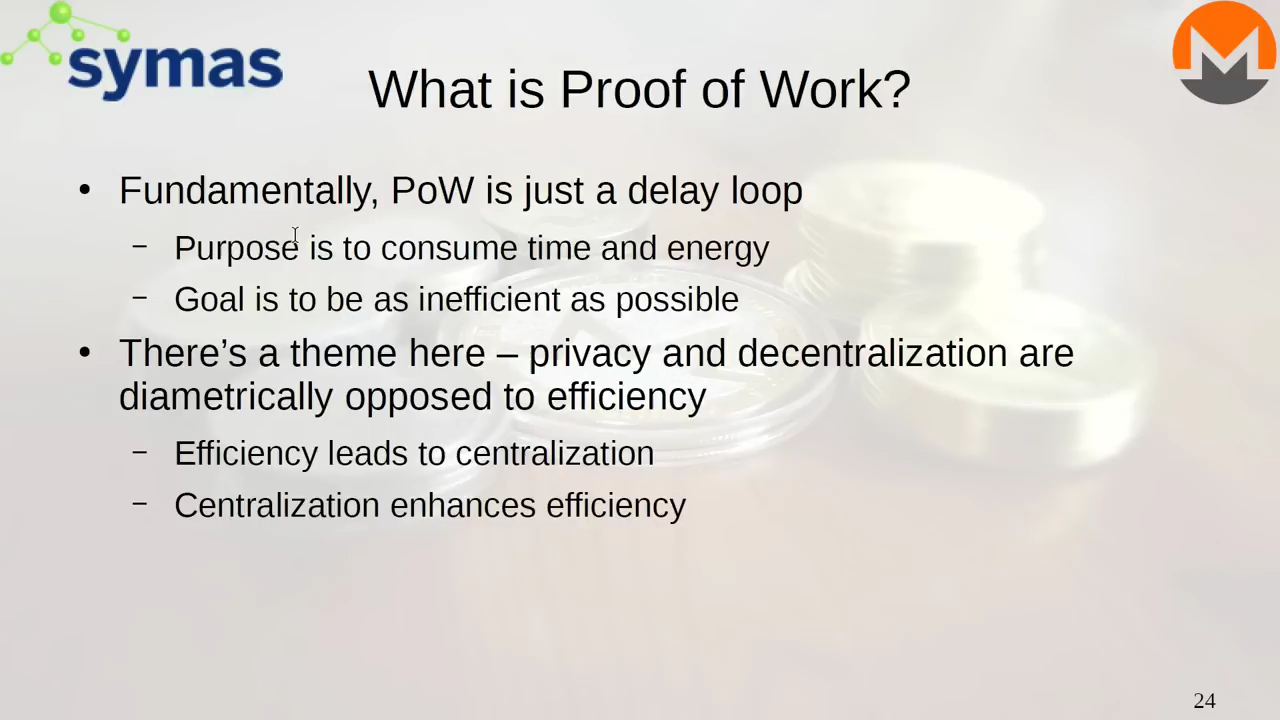 symas
What is Proof of Work?
• Fundamentally, PoW is just a delay loop
– Purpose is to consume time and energy
– Goal is to be as inefficient as possible
• There’s a theme here – privacy and decentralization are
diametrically opposed to efficiency
– Efficiency leads to centralization
– Centralization enhances efficiency
24